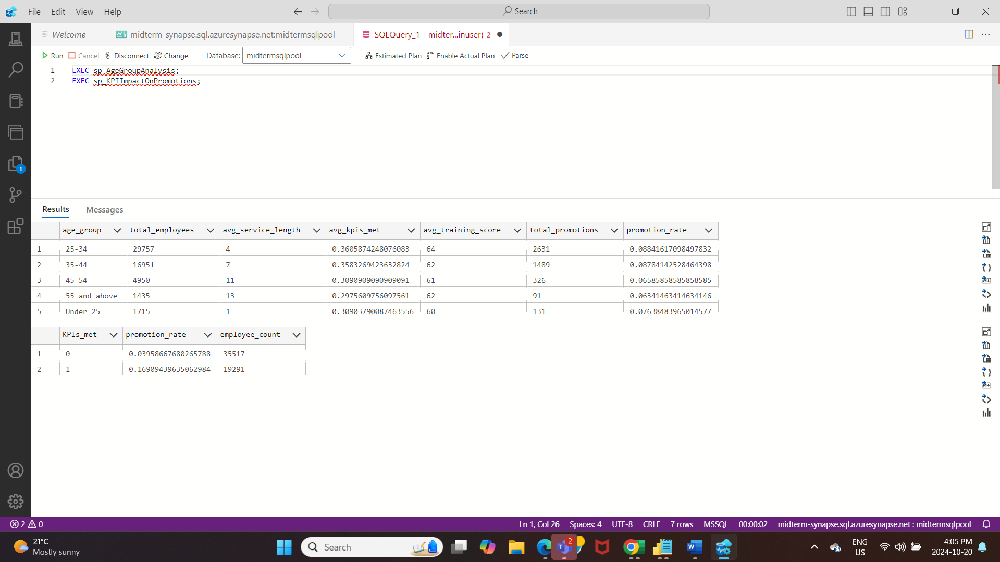 File Edit View Help
Search
Welcome midterm-synapse.sql.azuresynapse.net:midtermsqlpool SQLQuery_1 - midter...inuser) 2
Run Cancel Disconnect Change Database: midtermsqlpool Estimated Plan Enable Actual Plan Parse
1 EXEC sp_AgeGroupAnalysis;
2 EXEC sp_KPIImpactOnPromotions;
1
Results Messages
age_group total_employees avg_service_length avg_kpis_met avg_training_score total_promotions promotion_rate
1 25-34 29757 4 0.3605874248076083 64 2631 0.08841617098497832
2 35-44 16951 7 0.3583269423632824 62 1489 0.08784142528464398
3 45-54 4950 11 0.3090909090909091 61 326 0.06585858585858585
4 55 and above 1435 13 0.2975609756097561 62 91 0.06341463414634146
5 Under 25 1715 1 0.30903790087463556 60 131 0.07638483965014577
KPIs_met promotion_rate employee_count
1 0 0.03958667680265788 35517
2 1 0.16909439635062984 19291
2 0 Ln 1, Col 26 Spaces: 4 UTF-8 CRLF 7 rows MSSQL 00:00:02 midterm-synapse.sql.azuresynapse.net : midtermsqlpool
21°C
Mostly sunny
Search
2
ENG
US
4:05 PM
2024-10-20